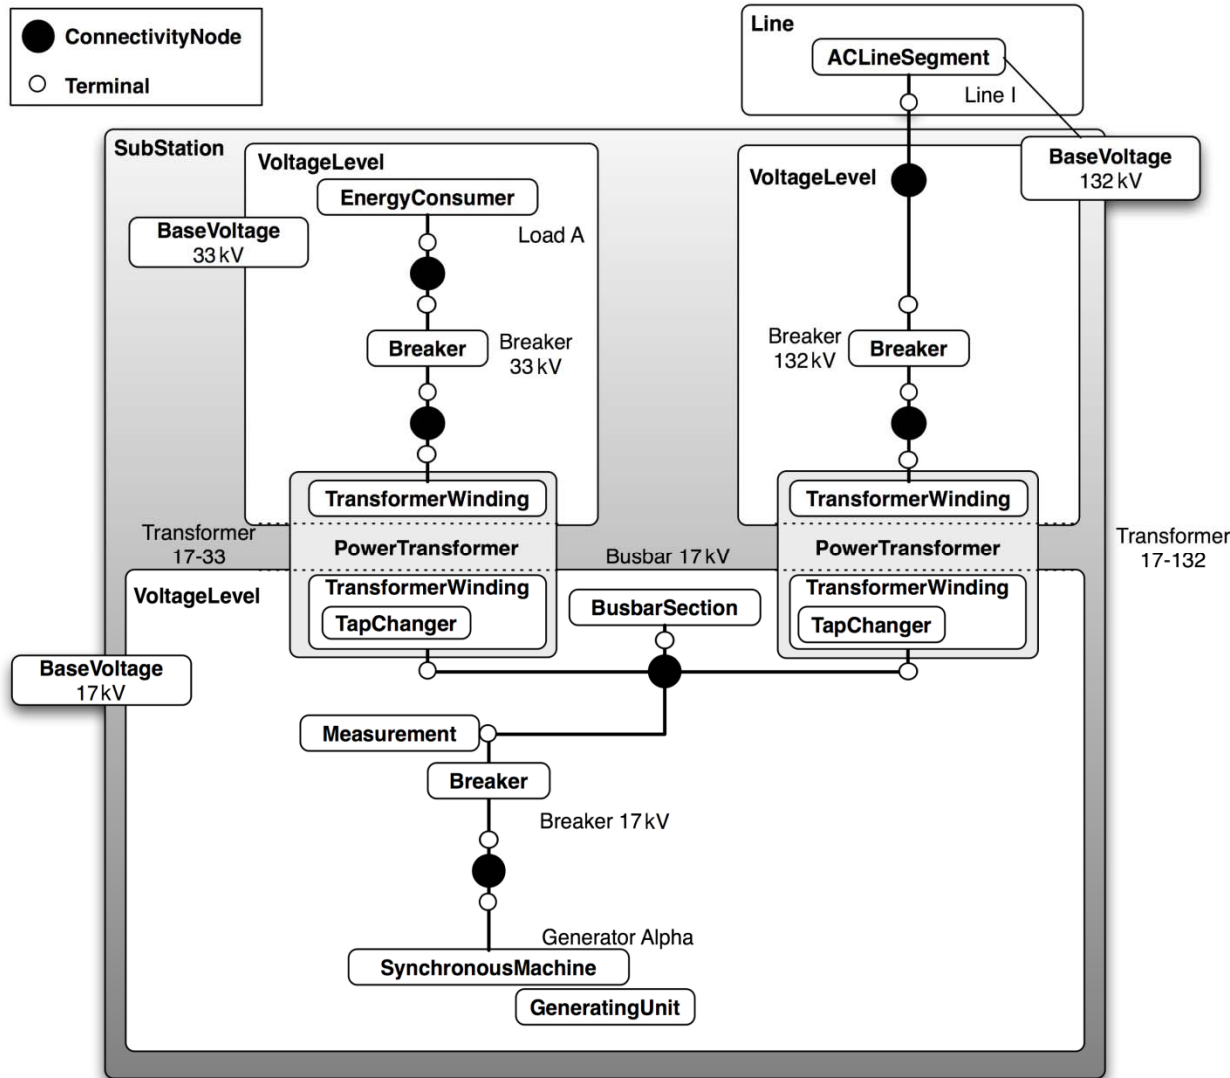 ConnectivityNode
Terminal
Line
ACLineSegment
Line I
SubStation
VoltageLevel
EnergyConsumer
BaseVoltage
33 kV
Load A
VoltageLevel
BaseVoltage
132 kV
Breaker
Breaker
33 kV
Breaker
132 kV
Breaker
TransformerWinding
TransformerWinding
Transformer
17-33
PowerTransformer
Busbar 17 kV
PowerTransformer
Transformer
17-132
VoltageLevel
TransformerWinding
TapChanger
BusbarSection
TransformerWinding
TapChanger
BaseVoltage
17 kV
Measurement
Breaker
Breaker 17 kV
Generator Alpha
SynchronousMachine
GeneratingUnit